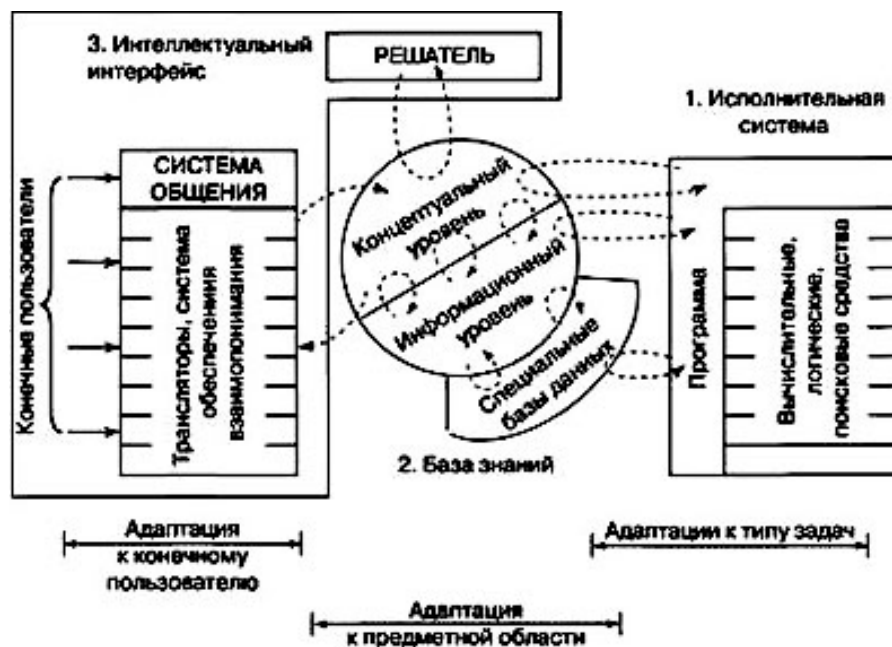 3. Интеллектуальный
интерфейс
РЕШАТЕЛЬ
1. Исполнительная
система
Конечные пользователи
СИСТЕМА
ОБЩЕНИЯ
Трансляторы, система
обеспечениия
взаимопонимания
Концептуальный
уровень
Информационный
уровень
Специальные
базы данных
2. База знаний
Программа
Вычислительные,
логические,
поисковые средства
Адаптация
к конечному
пользователю
Адаптации к типу задач
Адаптация
к предметной области